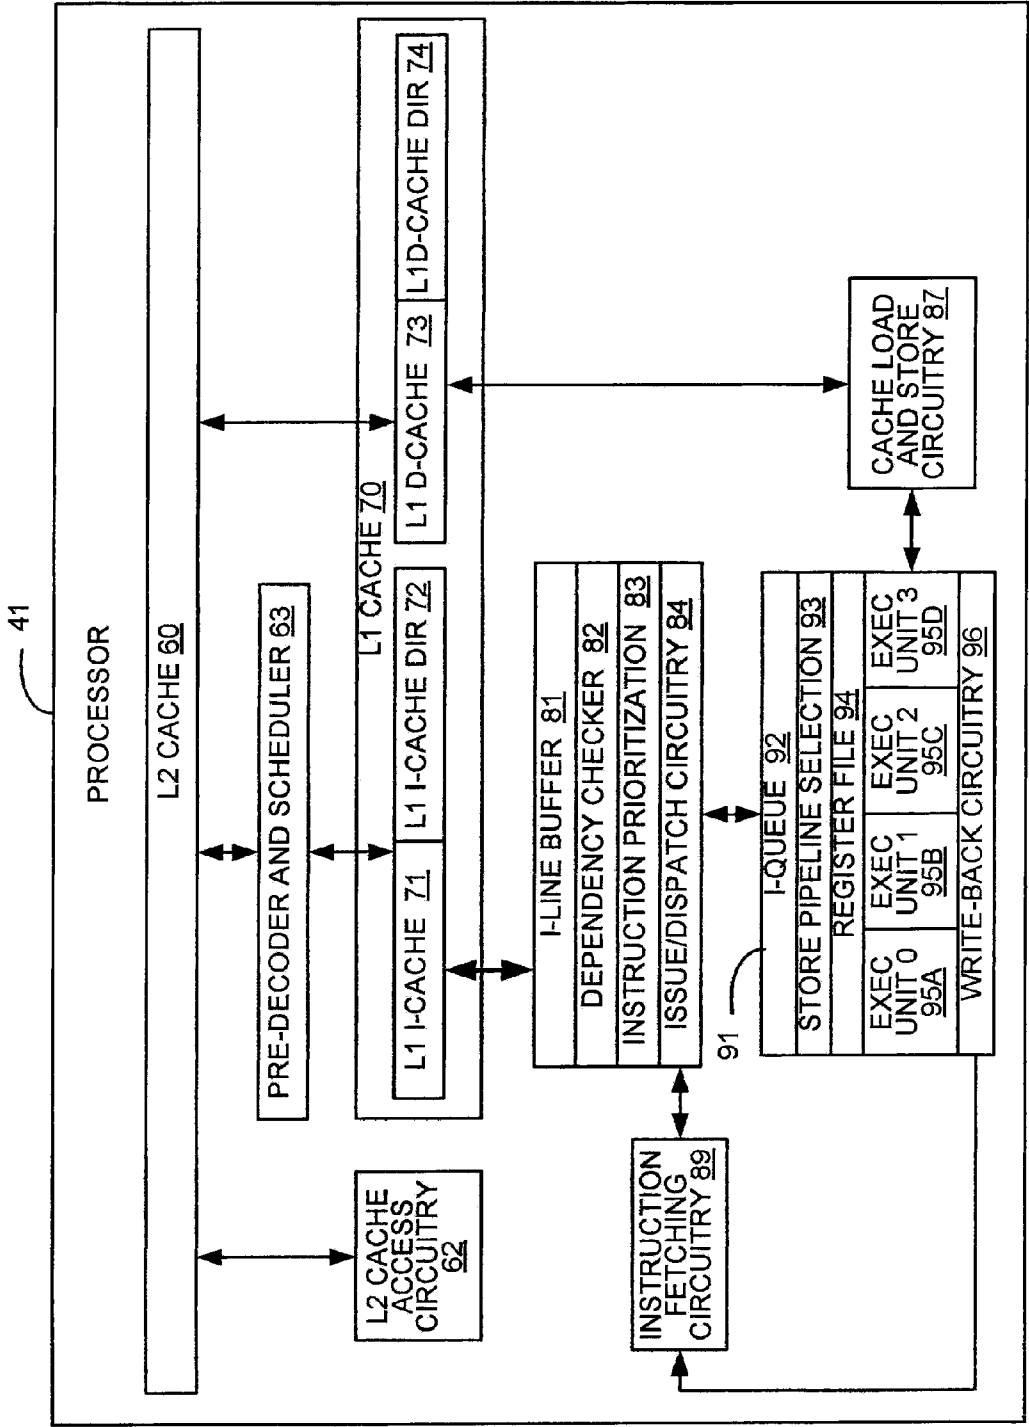 41
PROCESSOR
L2 CACHE 60
PRE-DECODER AND SCHEDULER 63
L2 CACHE
ACCESS
CIRCUITRY
62
L1 CACHE 70
L1 I-CACHE 71
L1 I-CACHE DIR 72
L1 D-CACHE 73
L1D-CACHE DIR 74
I-LINE BUFFER 81
DEPENDENCY CHECKER 82
INSTRUCTION PRIORITIZATION 83
ISSUE/DISPATCH CIRCUITRY 84
INSTRUCTION
FETCHING
CIRCUITRY 89
91
I-QUEUE 92
STORE PIPELINE SELECTION 93
REGISTER FILE 94
EXEC
UNIT 0
95A
EXEC
UNIT 1
95B
EXEC
UNIT 2
95C
EXEC
UNIT 3
95D
WRITE-BACK CIRCUITRY 96
CACHE LOAD
AND STORE
CIRCUITRY 87